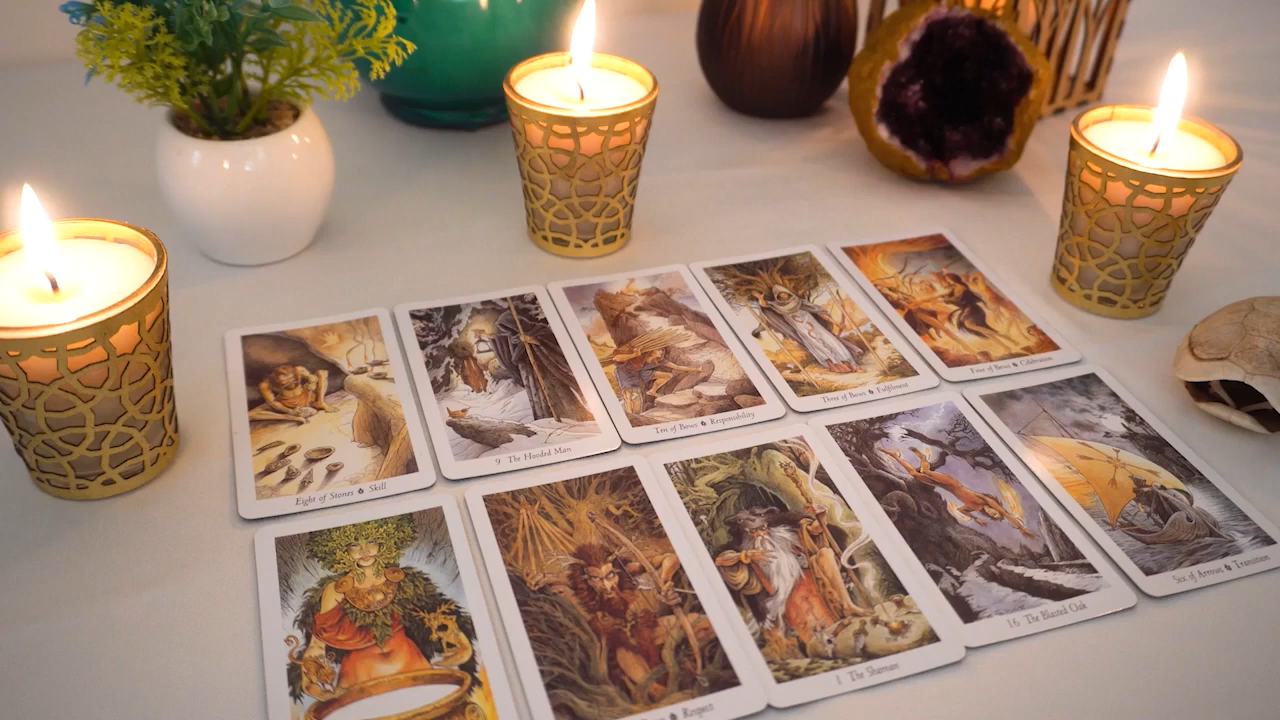 Eight of Stones Skill
9 The Hooded Man
Ten of Bows Responsibility
Three of Bows Fulfilment
Four of Bows Celebration
Respect
1 The Shaman
16 The Blasted Oak
Six of Arrows Transition